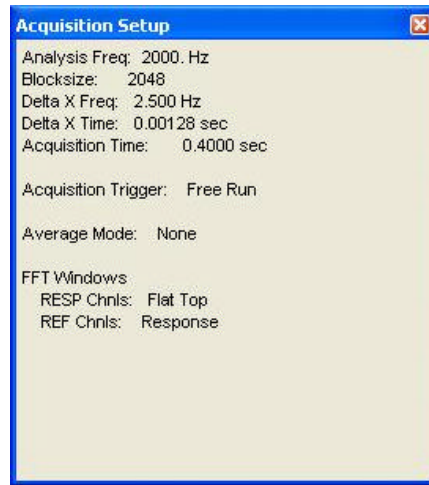 Acquisition Setup
Analysis Freq: 2000. Hz
Blocksize: 2048
Delta X Freq: 2.500 Hz
Delta X Time: 0.00128 sec
Acquisition Time: 0.4000 sec
Acquisition Trigger: Free Run
Average Mode: None
FFT Windows
RESP Chnls: Flat Top
REF Chnls: Response